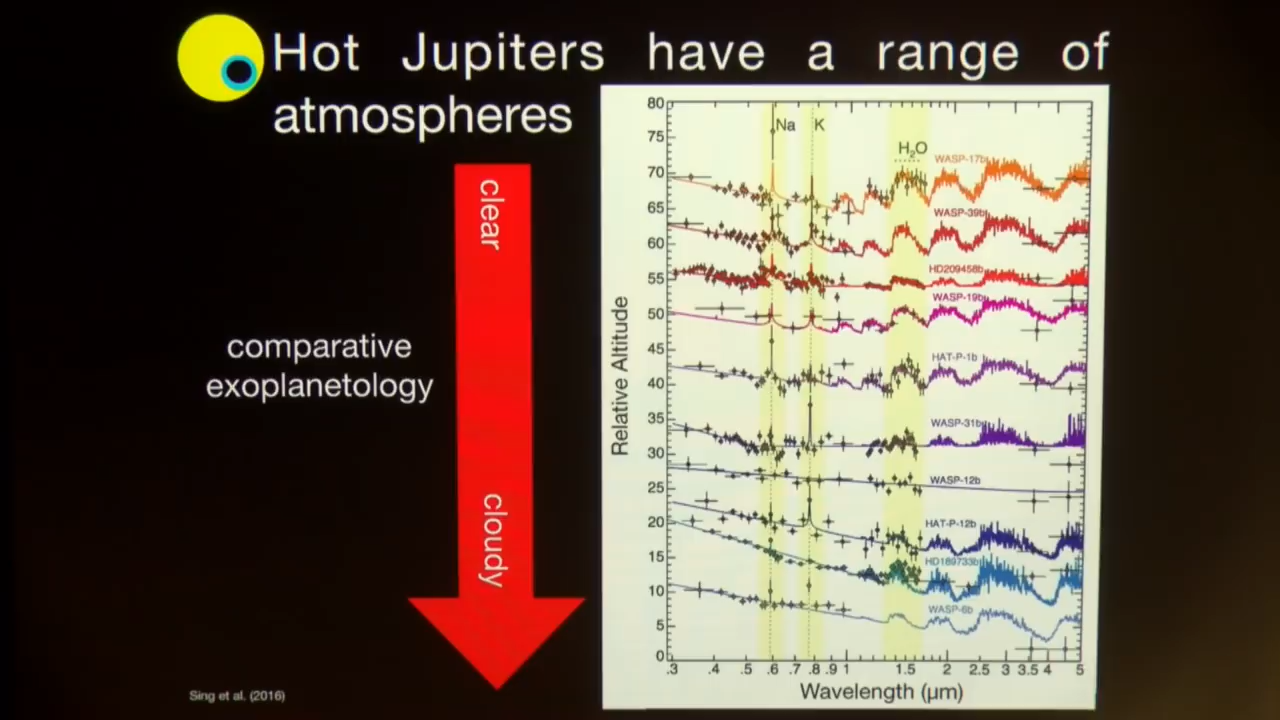 Hot Jupiters have a range of
atmospheres
clear
cloudy
comparative
exoplanetology
Sing et al. (2016)
Relative Altitude
80
75
70
65
60
55
50
45
40
35
30
25
20
15
10
5
0
Na
K
H₂O
WASP-17b
WASP-39b
HD209458b
WASP-19b
HAT-P-1b
WASP-31b
WASP-12b
HAT-P-12b
HD189733b
WASP-6b
.3 .4 .5 .6 .7 .8 .9 1 1.5 2 2.5 3 3.5 4 5
Wavelength (μm)